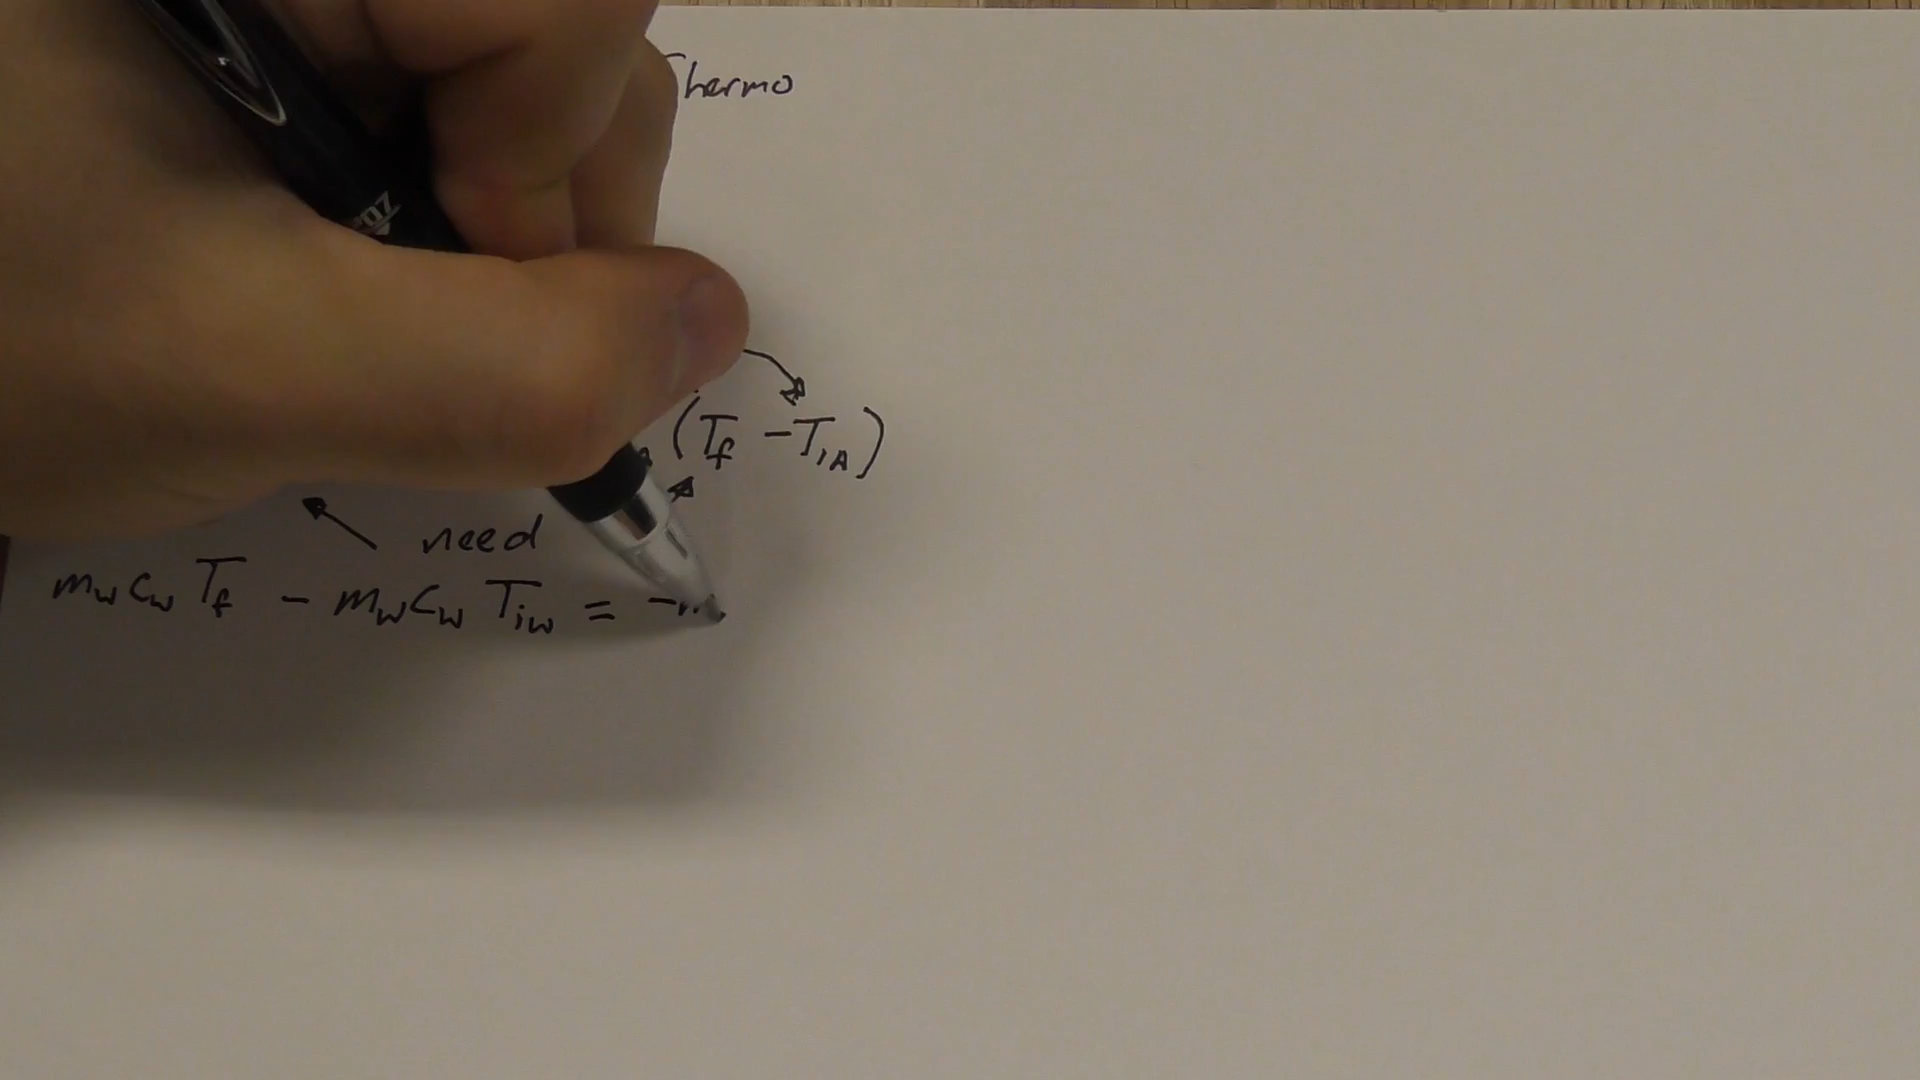 Thermo
(T_f - T_iA)
need
m_w c_w T_f - m_w c_w T_iw = -m